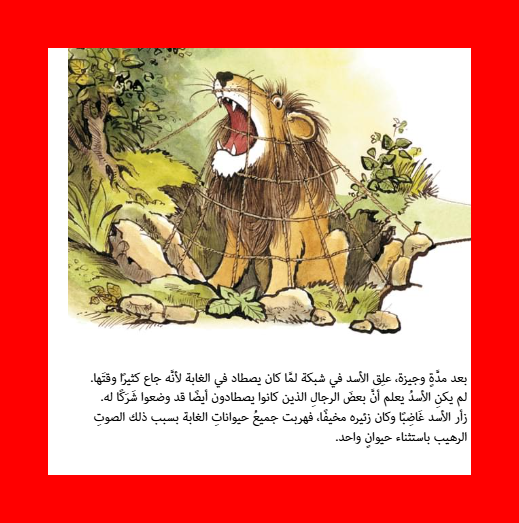 بعد مدَّةٍ وجيزة، علِق الأسد في شبكة لمَّا كان يصطاد في الغابة لأنَّه جاع كثيرًا وقتَها.
لم يكنِ الأسدُ يعلم أنَّ بعضَ الرجالِ الذين كانوا يصطادون أيضًا قد وضعوا شَرَكًا له.
زأر الأسد غَاضِبًا وكان زئيره مخيفًا، فهربت جميعُ حيواناتِ الغابة بسبب ذلك الصوتِ
الرهيب باستثناء حيوانٍ واحد.